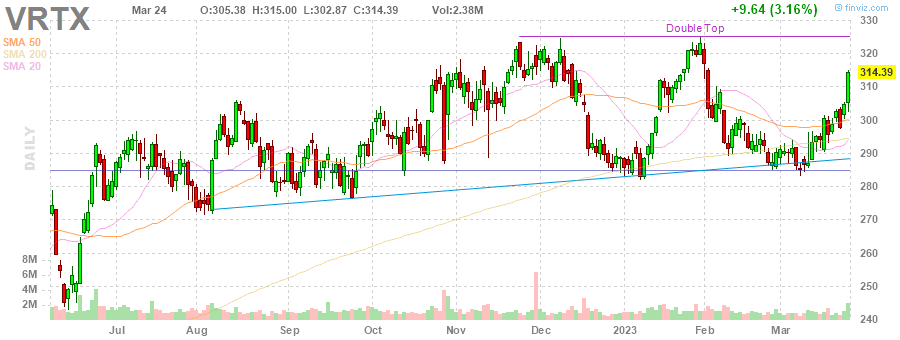 VRTX
Mar 24 O:305.38 H:315.00 L:302.87 C:314.39 Vol:2.38M +9.64 (3.16%)
© finviz.com
SMA 50
SMA 200
SMA 20
Double Top
DAILY
330
320
314.39
310
300
290
280
270
260
250
240
8M
6M
4M
2M
Jul Aug Sep Oct Nov Dec 2023 Feb Mar